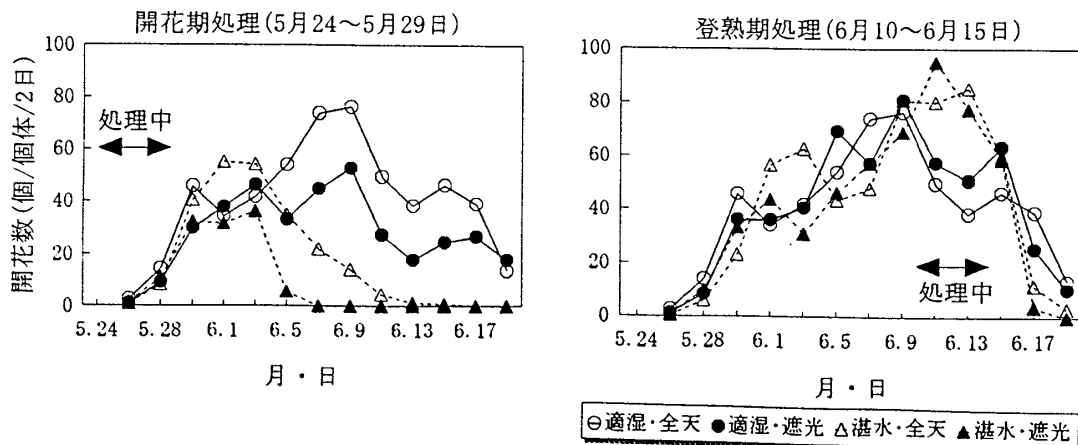 開花期処理(5月24〜5月29日)
開花数(個/個体/2日)
100
80
60
40
20
0
処理中
5.24 5.28 6.1 6.5 6.9 6.13 6.17
月・日
登熟期処理(6月10〜6月15日)
100
80
60
40
20
0
処理中
5.24 5.28 6.1 6.5 6.9 6.13 6.17
月・日
⊖適湿・全天 ●適湿・遮光 △湛水・全天 ▲湛水・遮光